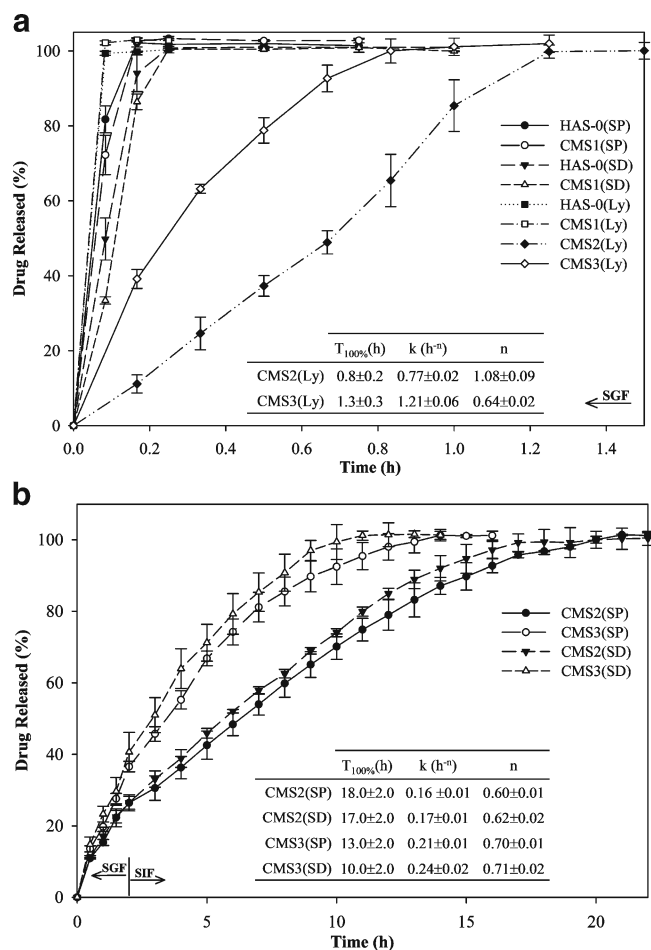 a
100
80
60
40
20
0
Drug Released (%)
HAS-0(SP)
CMS1(SP)
HAS-0(SD)
CMS1(SD)
HAS-0(Ly)
CMS1(Ly)
CMS2(Ly)
CMS3(Ly)
T100%(h) k (h-n) n
CMS2(Ly) 0.8±0.2 0.77±0.02 1.08±0.09
CMS3(Ly) 1.3±0.3 1.21±0.06 0.64±0.02
SGF
0.0 0.2 0.4 0.6 0.8 1.0 1.2 1.4
Time (h)
b
100
80
60
40
20
0
Drug Released (%)
CMS2(SP)
CMS3(SP)
CMS2(SD)
CMS3(SD)
T100%(h) k (h-n) n
CMS2(SP) 18.0±2.0 0.16 ±0.01 0.60±0.01
CMS2(SD) 17.0±2.0 0.17±0.01 0.62±0.02
CMS3(SP) 13.0±2.0 0.21±0.01 0.70±0.01
CMS3(SD) 10.0±2.0 0.24±0.02 0.71±0.02
SGF SIF
0 5 10 15 20
Time (h)